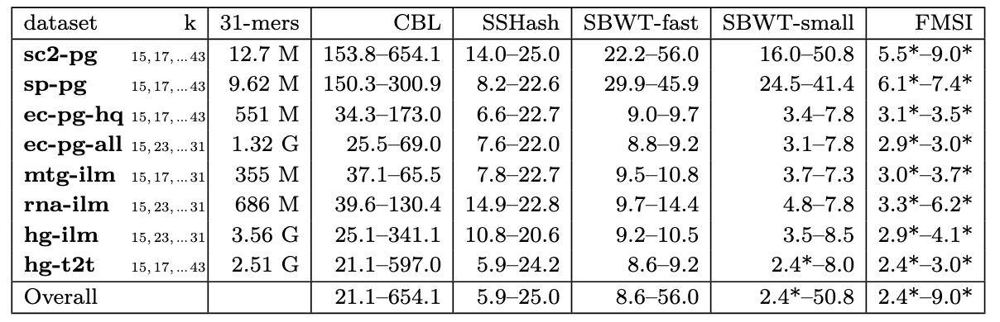 dataset k 31-mers CBL SSHash SBWT-fast SBWT-small FMSI
sc2-pg 15, 17, ... 43 12.7 M 153.8–654.1 14.0–25.0 22.2–56.0 16.0–50.8 5.5*–9.0*
sp-pg 15, 17, ... 43 9.62 M 150.3–300.9 8.2–22.6 29.9–45.9 24.5–41.4 6.1*–7.4*
ec-pg-hq 15, 17, ... 43 551 M 34.3–173.0 6.6–22.7 9.0–9.7 3.4–7.8 3.1*–3.5*
ec-pg-all 15, 23, ... 31 1.32 G 25.5–69.0 7.6–22.0 8.8–9.2 3.1–7.8 2.9*–3.0*
mtg-ilm 15, 17, ... 31 355 M 37.1–65.5 7.8–22.7 9.5–10.8 3.7–7.3 3.0*–3.7*
rna-ilm 15, 23, ... 31 686 M 39.6–130.4 14.9–22.8 9.7–14.4 4.8–7.8 3.3*–6.2*
hg-ilm 15, 23, ... 31 3.56 G 25.1–341.1 10.8–20.6 9.2–10.5 3.5–8.5 2.9*–4.1*
hg-t2t 15, 17, ... 43 2.51 G 21.1–597.0 5.9–24.2 8.6–9.2 2.4*–8.0 2.4*–3.0*
Overall 21.1–654.1 5.9–25.0 8.6–56.0 2.4*–50.8 2.4*–9.0*